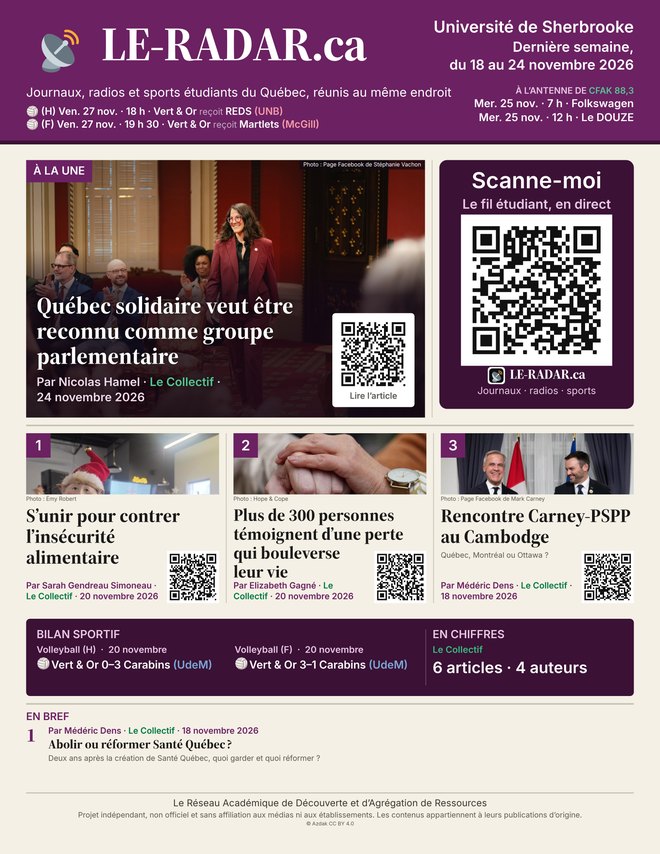 LE-RADAR.ca
Journaux, radios et sports étudiants du Québec, réunis au même endroit
(H) Ven. 27 nov. · 18 h · Vert & Or reçoit REDS (UNB)
(F) Ven. 27 nov. · 19 h 30 · Vert & Or reçoit Martlets (McGill)
Université de Sherbrooke
Dernière semaine,
du 18 au 24 novembre 2026
À L'ANTENNE DE CFAK 88,3
Mer. 25 nov. · 7 h · Folkswagen
Mer. 25 nov. · 12 h · Le DOUZE
À LA UNE
Photo : Page Facebook de Stéphanie Vachon
Québec solidaire veut être
reconnu comme groupe
parlementaire
Par Nicolas Hamel · Le Collectif ·
24 novembre 2026
Lire l'article
Scanne-moi
Le fil étudiant, en direct
LE-RADAR.ca
Journaux · radios · sports
1
Photo : Émy Robert
S'unir pour contrer
l'insécurité
alimentaire
Par Sarah Gendreau Simoneau ·
Le Collectif · 20 novembre 2026
2
Photo : Hope & Cope
Plus de 300 personnes
témoignent d'une perte
qui bouleverse
leur vie
Par Elizabeth Gagné · Le
Collectif · 20 novembre 2026
3
Photo : Page Facebook de Mark Carney
Rencontre Carney-PSPP
au Cambodge
Québec, Montréal ou Ottawa ?
Par Médéric Dens · Le Collectif ·
18 novembre 2026
BILAN SPORTIF
Volleyball (H) · 20 novembre
Vert & Or 0–3 Carabins (UdeM)
Volleyball (F) · 20 novembre
Vert & Or 3–1 Carabins (UdeM)
EN CHIFFRES
Le Collectif
6 articles · 4 auteurs
EN BREF
1
Par Médéric Dens · Le Collectif · 18 novembre 2026
Abolir ou réformer Santé Québec ?
Deux ans après la création de Santé Québec, quoi garder et quoi réformer ?
Le Réseau Académique de Découverte et d'Agrégation de Ressources
Projet indépendant, non officiel et sans affiliation aux médias ni aux établissements. Les contenus appartiennent à leurs publications d'origine.
© Azdak CC BY 4.0